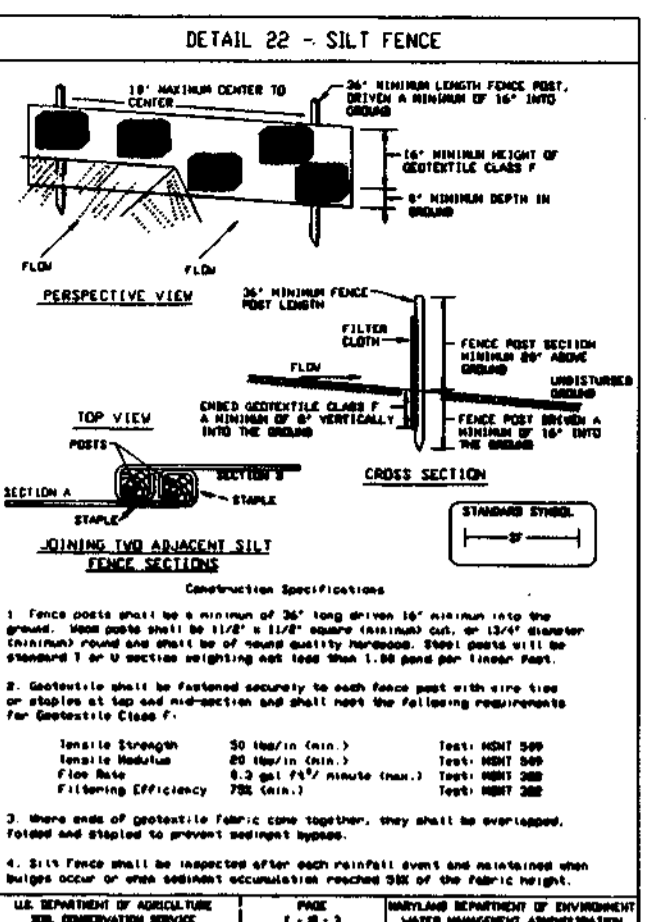 DETAIL 22 - SILT FENCE
10' MAXIMUM CENTER TO
CENTER
36" MINIMUM LENGTH FENCE POST,
DRIVEN A MINIMUM OF 16" INTO
GROUND
16" MINIMUM HEIGHT OF
GEOTEXTILE CLASS F
8" MINIMUM DEPTH IN
GROUND
FLOW
FLOW
PERSPECTIVE VIEW
36" MINIMUM FENCE
POST LENGTH
FILTER
CLOTH
FENCE POST SECTION
MINIMUM 20" ABOVE
GROUND
FLOW
UNDISTURBED
GROUND
EMBED GEOTEXTILE CLASS F
A MINIMUM OF 8" VERTICALLY
INTO THE GROUND
FENCE POST DRIVEN A
MINIMUM OF 16" INTO
THE GROUND
TOP VIEW
POSTS
SECTION B
SECTION A
STAPLE
STAPLE
CROSS SECTION
STANDARD SYMBOL
SF
JOINING TWO ADJACENT SILT
FENCE SECTIONS
Construction Specifications
1. Fence posts shall be a minimum of 36" long driven 16" minimum into the
ground. Wood posts shall be 11/2" x 11/2" square (minimum) cut, or 13/4" diameter
(minimum) round and shall be of sound quality hardwood. Steel posts will be
standard T or U section weighting not less than 1.00 pond per linear foot.
2. Geotextile shall be fastened securely to each fence post with wire ties
or staples at top and mid-section and shall meet the following requirements
for Geotextile Class F:
Tensile Strength 50 lbs/in (min.) Test: MSMT 509
Tensile Modulus 20 lbs/in (min.) Test: MSMT 509
Flow Rate 0.3 gal ft²/ minute (max.) Test: MSMT 322
Filtering Efficiency 75% (min.) Test: MSMT 322
3. Where ends of geotextile fabric come together, they shall be overlapped,
folded and stapled to prevent sediment bypass.
4. Silt Fence shall be inspected after each rainfall event and maintained when
bulges occur or when sediment accumulation reached 50% of the fabric height.
U.S. DEPARTMENT OF AGRICULTURE
SOIL CONSERVATION SERVICE
PAGE
MARYLAND DEPARTMENT OF ENVIRONMENT
WATER MANAGEMENT ADMINISTRATION